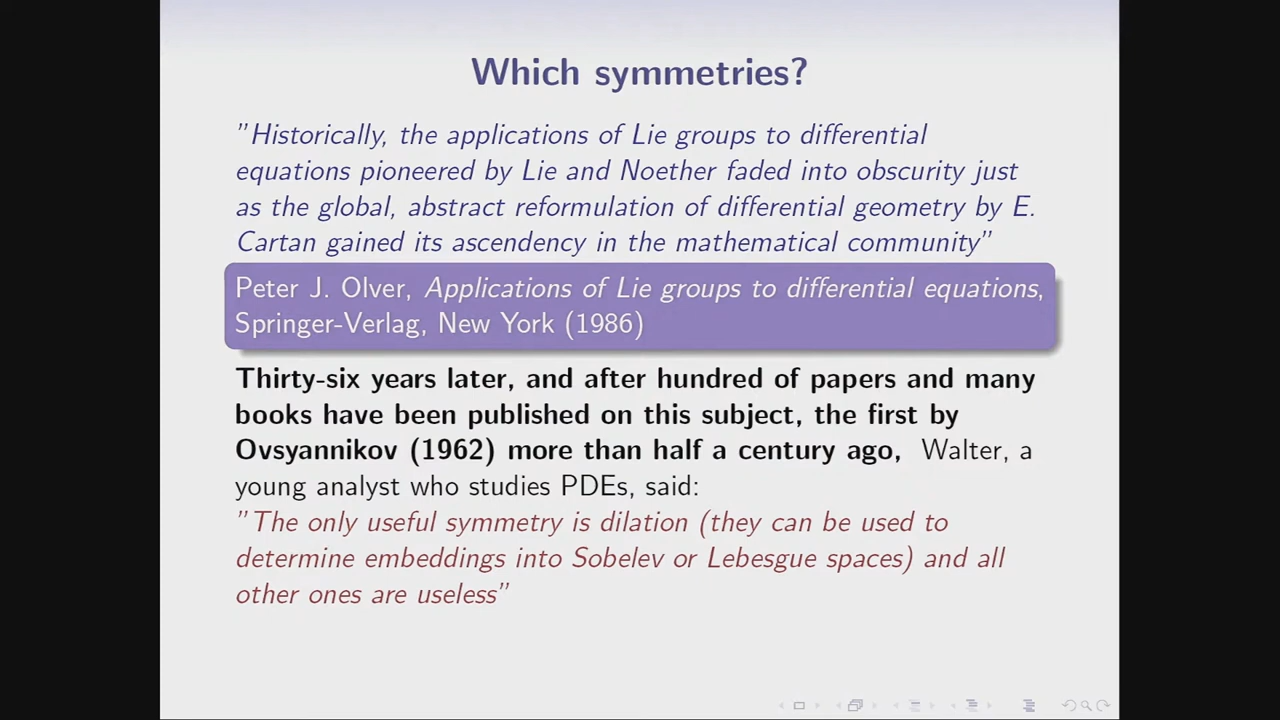 Which symmetries?
"Historically, the applications of Lie groups to differential
equations pioneered by Lie and Noether faded into obscurity just
as the global, abstract reformulation of differential geometry by E.
Cartan gained its ascendency in the mathematical community"
Peter J. Olver, Applications of Lie groups to differential equations,
Springer-Verlag, New York (1986)
Thirty-six years later, and after hundred of papers and many
books have been published on this subject, the first by
Ovsyannikov (1962) more than half a century ago, Walter, a
young analyst who studies PDEs, said:
"The only useful symmetry is dilation (they can be used to
determine embeddings into Sobelev or Lebesgue spaces) and all
other ones are useless"